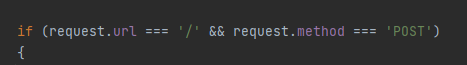 if (request.url === '/' && request.method === 'POST')
{